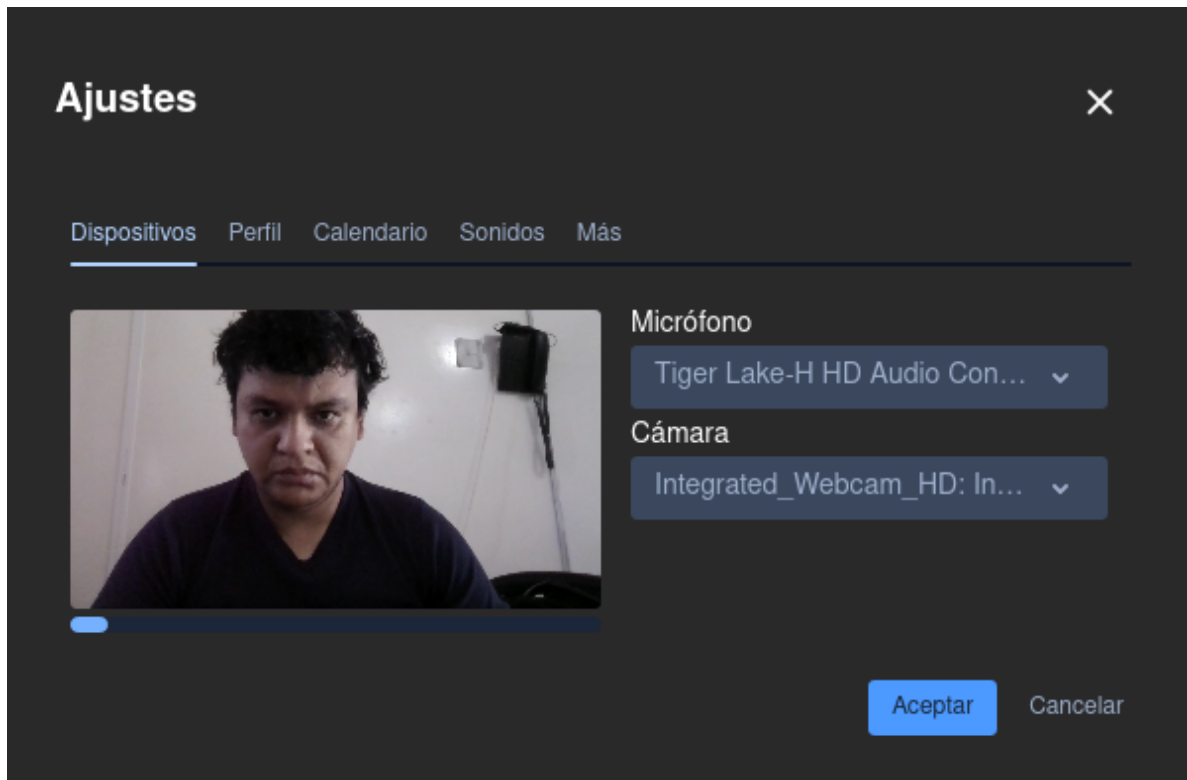 Ajustes
Dispositivos Perfil Calendario Sonidos Más
Micrófono
Tiger Lake-H HD Audio Con...
Cámara
Integrated_Webcam_HD: In...
Aceptar Cancelar